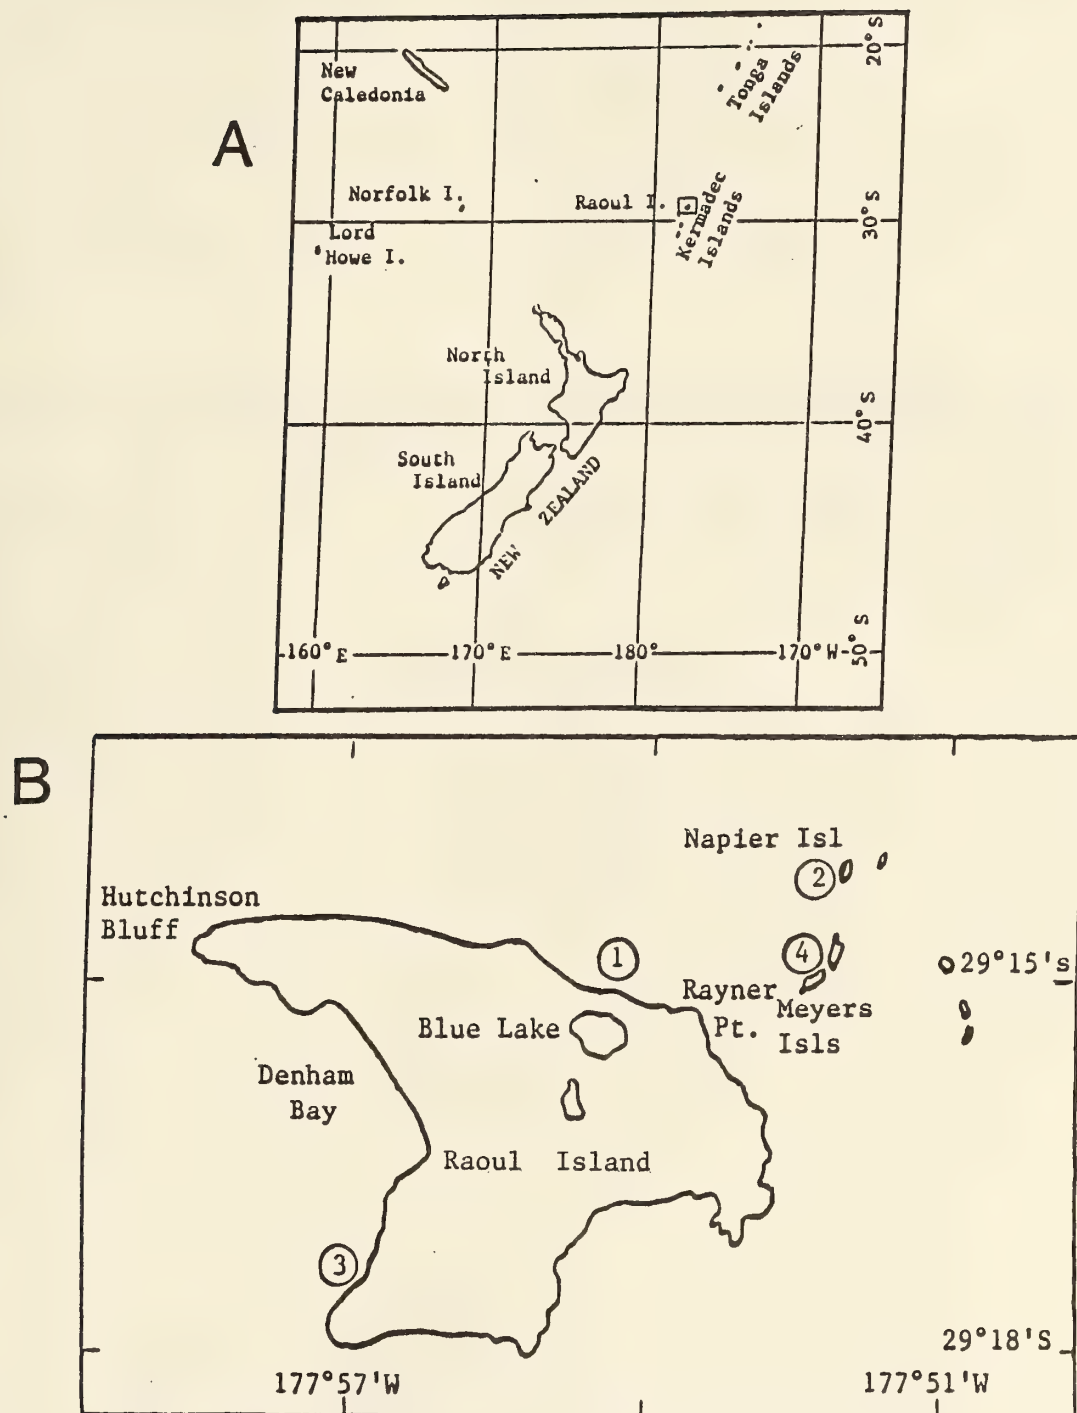 A
New
Caledonia
Tonga
Islands
20°S
Norfolk I.
Raoul I.
Kermadec
Islands
30°S
Lord
Howe I.
North
Island
40°S
South
Island
NEW ZEALAND
160°E
170°E
180°
170°W
50°S
B
Napier Isl
2
Hutchinson
Bluff
1
4
29°15's
Rayner
Pt.
Meyers
Isls
Blue Lake
Denham
Bay
Raoul Island
3
29°18'S
177°57'W
177°51'W